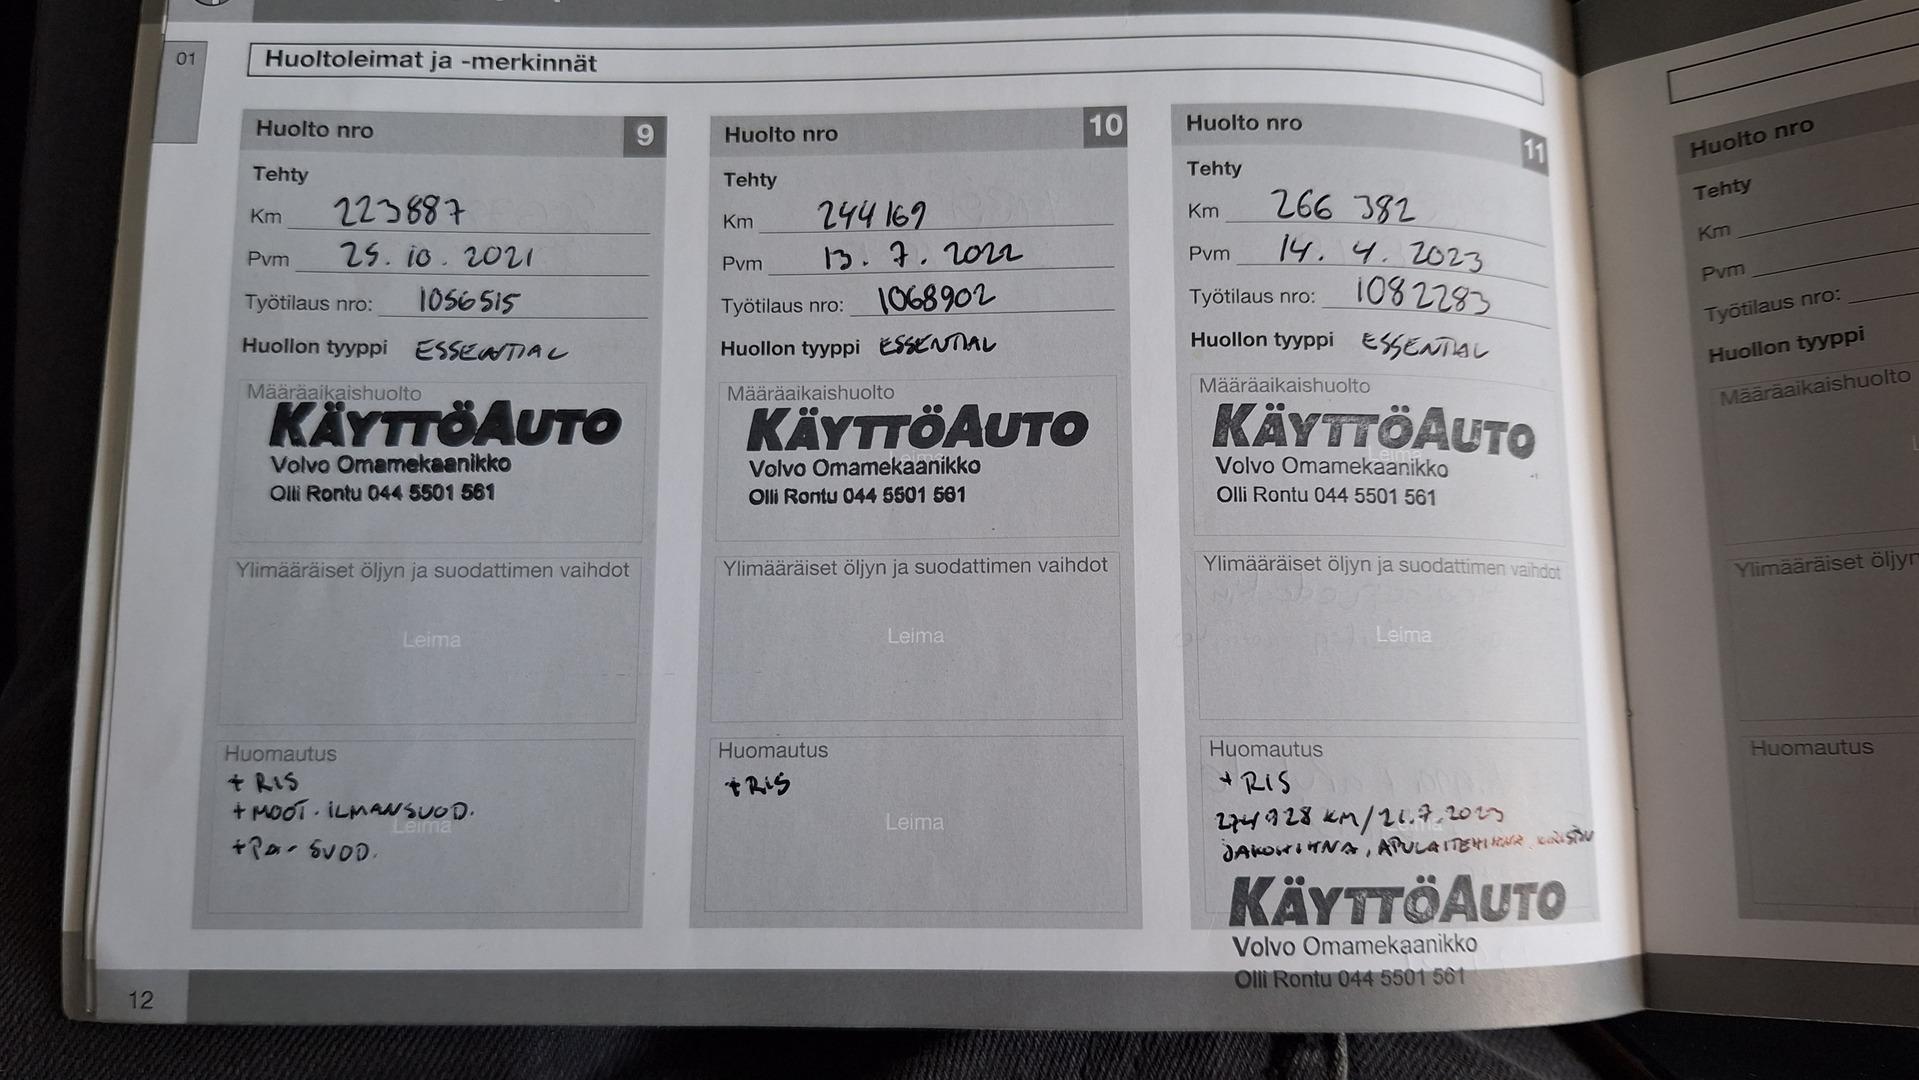 01
Huoltoleimat ja -merkinnät
Huolto nro 9
Tehty
Km 223887
Pvm 25. 10. 2021
Työtilaus nro: 1056515
Huollon tyyppi ESSENTIAL
Määräaikaishuolto
KÄYTTÖAUTO
Volvo Omamekaanikko
Olli Rontu 044 5501 561
Ylimääräiset öljyn ja suodattimen vaihdot
Leima
Huomautus
+ RIS
+ MOOT. ILMANSUOD.
Leima
+ Pa- SUOD.
Huolto nro 10
Tehty
Km 244169
Pvm 13. 7. 2022
Työtilaus nro: 1068902
Huollon tyyppi ESSENTIAL
Määräaikaishuolto
KÄYTTÖAUTO
Leima
Volvo Omamekaanikko
Olli Rontu 044 5501 561
Ylimääräiset öljyn ja suodattimen vaihdot
Leima
Huomautus
+ RIS
Leima
Huolto nro 11
Tehty
Km 266 382
Pvm 14. 4. 2023
Työtilaus nro: 1082283
Huollon tyyppi ESSENTIAL
Määräaikaishuolto
KÄYTTÖAUTO
Leima
Volvo Omamekaanikko
Olli Rontu 044 5501 561
Ylimääräiset öljyn ja suodattimen vaihdot
Leima
Huomautus
+ RIS
274928 KM / 21.7.2023
JAKOHIHNA, APULAITEHIHNA
KÄYTTÖAUTO
Volvo Omamekaanikko
Olli Rontu 044 5501 561
12
Huolto nro
Tehty
Km
Pvm
Työtilaus nro:
Huollon tyyppi
Määräaikaishuolto
Ylimääräiset öljyn
Huomautus